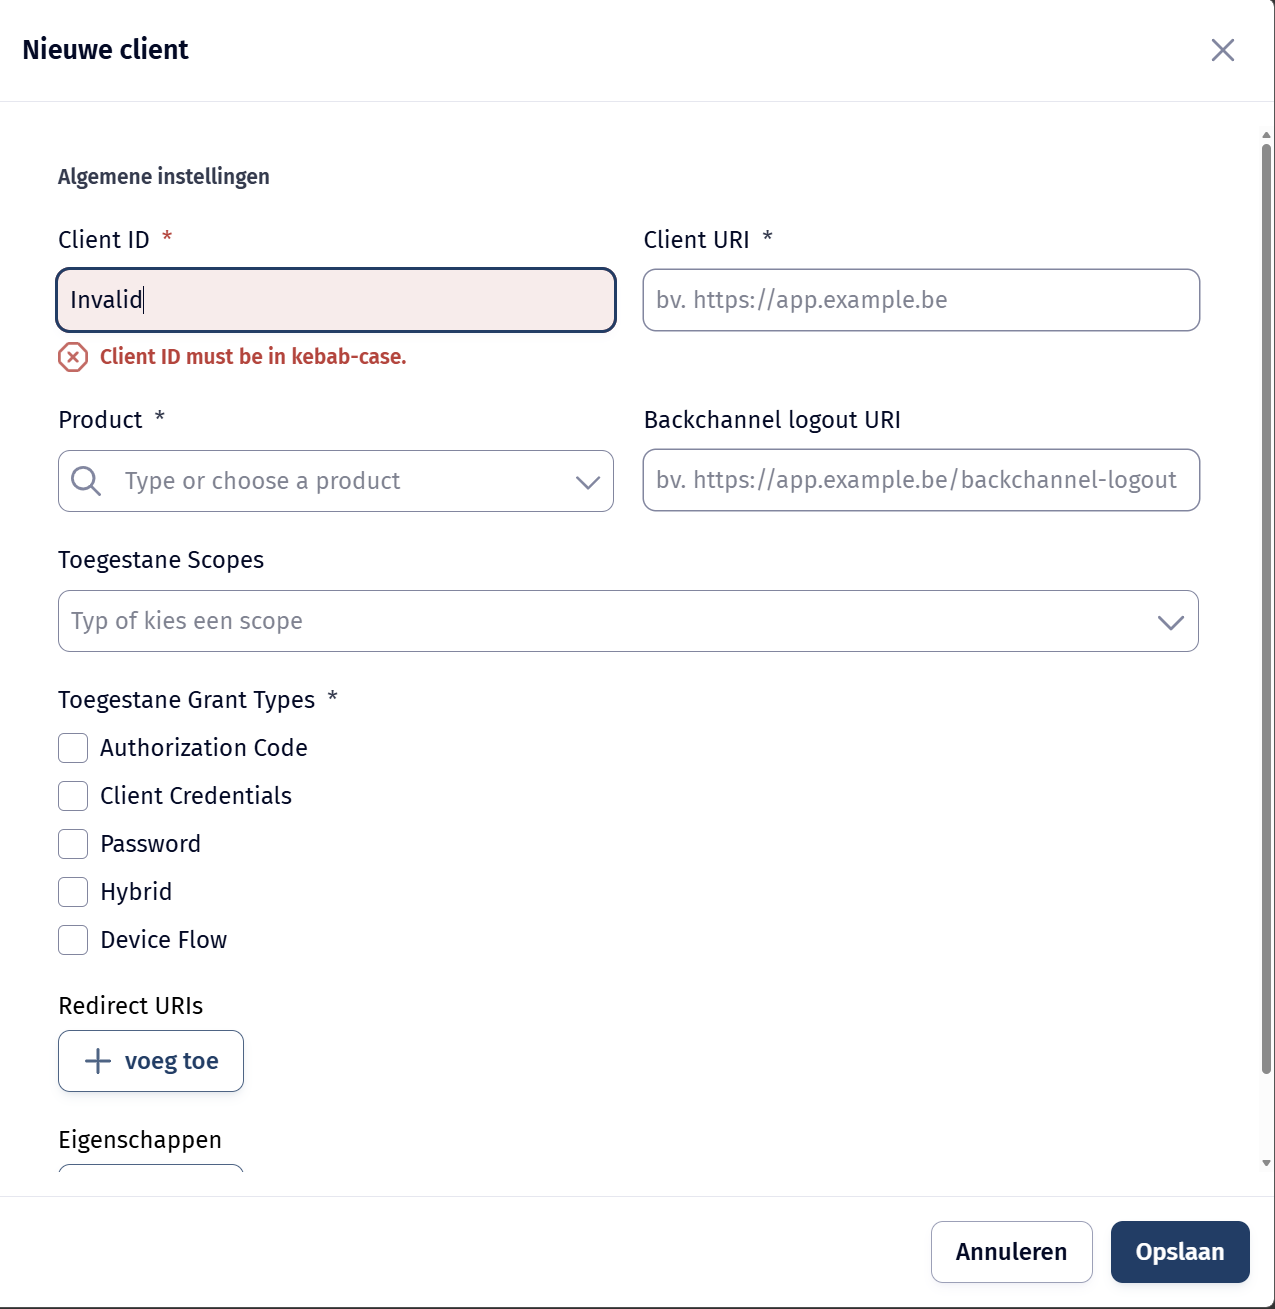 Nieuwe client
Algemene instellingen
Client ID *
Client URI *
Invalid
bv. https://app.example.be
Client ID must be in kebab-case.
Product *
Backchannel logout URI
Type or choose a product
bv. https://app.example.be/backchannel-logout
Toegestane Scopes
Typ of kies een scope
Toegestane Grant Types *
Authorization Code
Client Credentials
Password
Hybrid
Device Flow
Redirect URIs
voeg toe
Eigenschappen
Annuleren
Opslaan